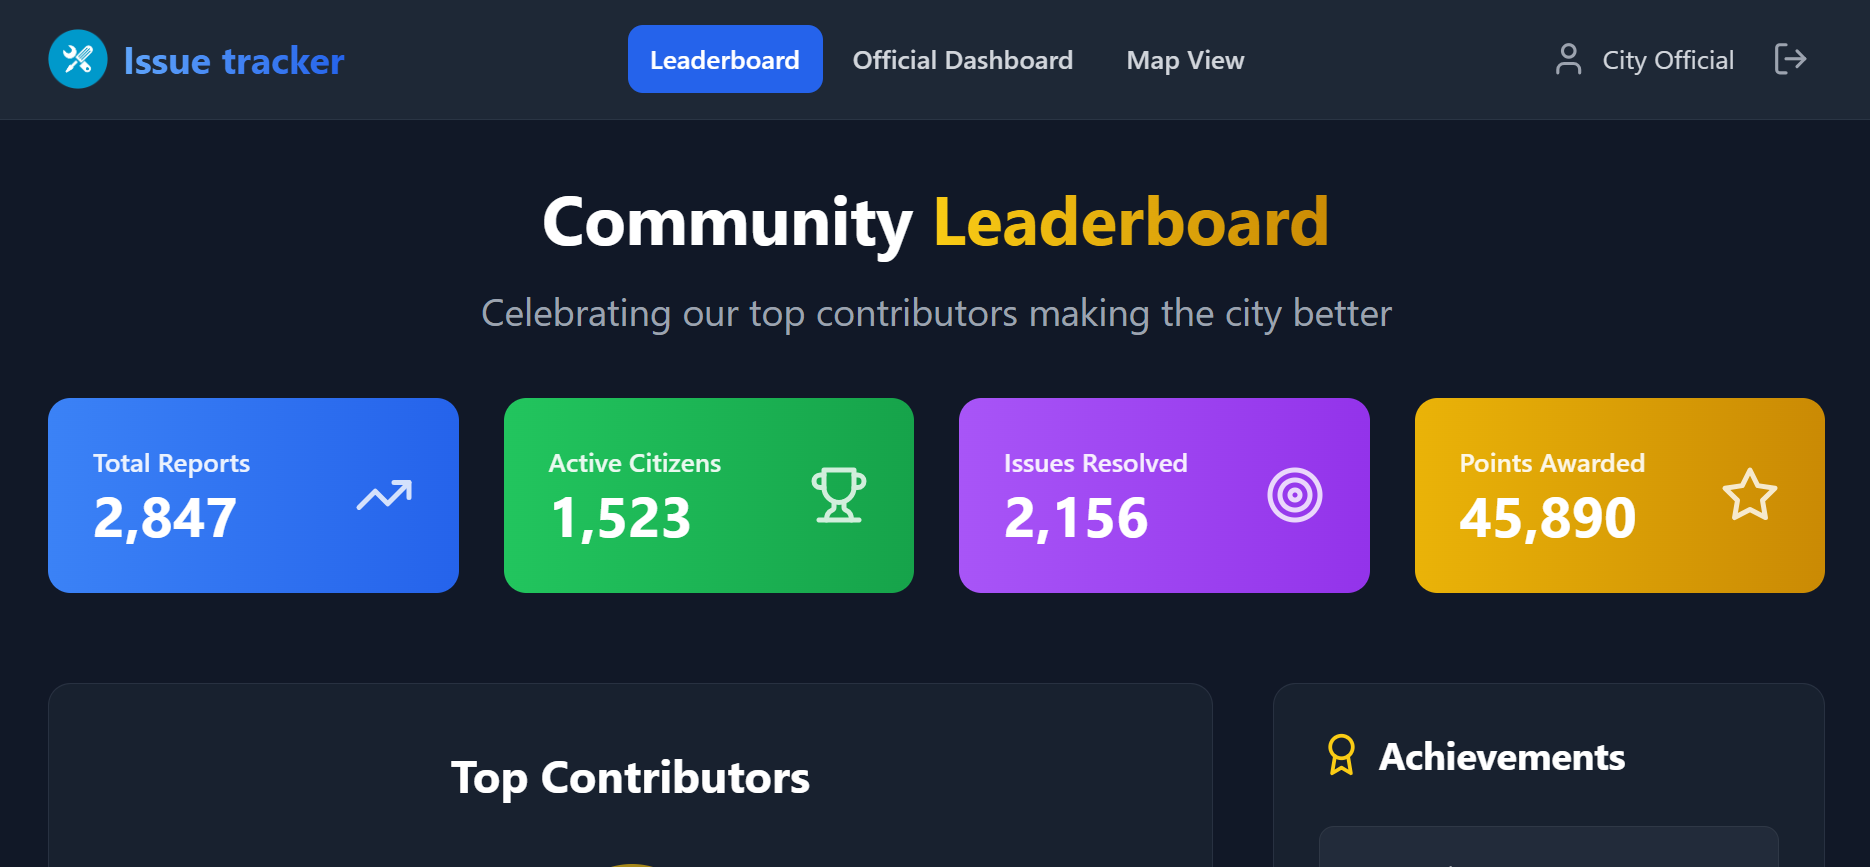 Issue tracker
Leaderboard
Official Dashboard
Map View
City Official
Community Leaderboard
Celebrating our top contributors making the city better
Total Reports
2,847
Active Citizens
1,523
Issues Resolved
2,156
Points Awarded
45,890
Top Contributors
Achievements